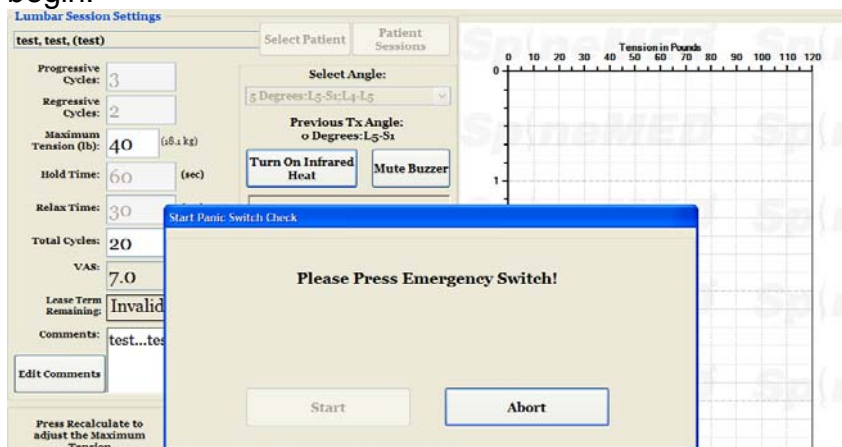 begin.
Lumbar Session Settings
test, test, (test)
Select Patient
Patient
Sessions
Progressive
Cycles:
3
Regressive
Cycles:
2
Maximum
Tension (lb):
40
(18.1 kg)
Hold Time:
60
(sec)
Relax Time:
30
Total Cycles:
20
VAS:
7.0
Lease Term
Remaining:
Invalid
Comments:
test...tes
Edit Comments
Press Recalculate to
adjust the Maximum
Tension
Select Angle:
5 Degrees:L5-S1;L4-L5
Previous Tx Angle:
0 Degrees:L5-S1
Turn On Infrared
Heat
Mute Buzzer
Start Panic Switch Check
Please Press Emergency Switch!
Start
Abort
Tension in Pounds
0 10 20 30 40 50 60 70 80 90 100 110 120
0
1
SpineMED
SpineMED